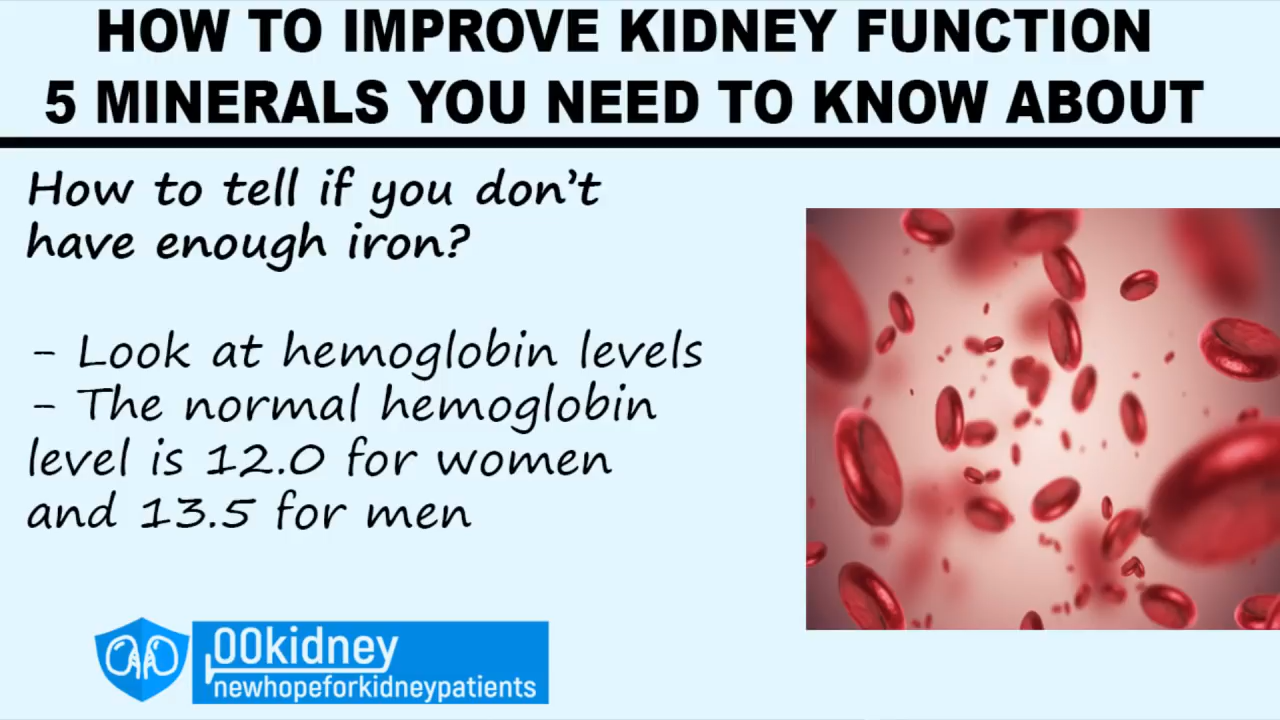 HOW TO IMPROVE KIDNEY FUNCTION
5 MINERALS YOU NEED TO KNOW ABOUT
How to tell if you don't
have enough iron?
- Look at hemoglobin levels
- The normal hemoglobin
level is 12.0 for women
and 13.5 for men
00kidney
newhopeforkidneypatients